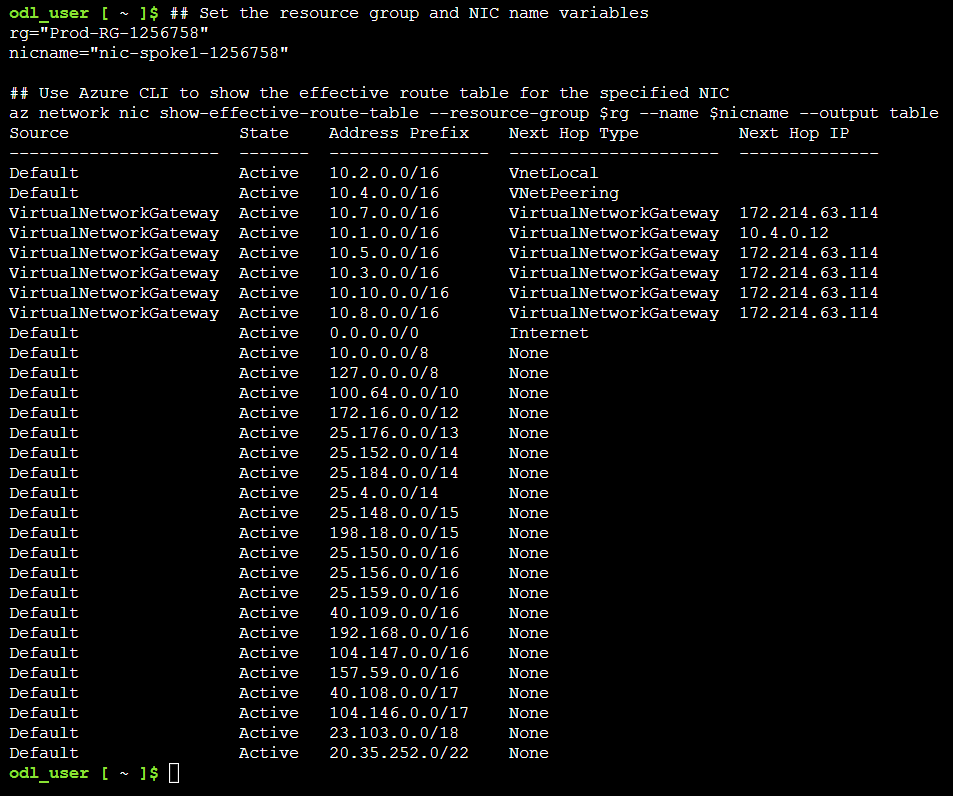 odl_user [ ~ ]$ ## Set the resource group and NIC name variables
rg="Prod-RG-1256758"
nicname="nic-spoke1-1256758"
## Use Azure CLI to show the effective route table for the specified NIC
az network nic show-effective-route-table --resource-group $rg --name $nicname --output table
Source                 State    Address Prefix    Next Hop Type          Next Hop IP
---------------------  -------  ----------------  ---------------------  --------------
Default                Active   10.2.0.0/16       VnetLocal
Default                Active   10.4.0.0/16       VNetPeering
VirtualNetworkGateway  Active   10.7.0.0/16       VirtualNetworkGateway  172.214.63.114
VirtualNetworkGateway  Active   10.1.0.0/16       VirtualNetworkGateway  10.4.0.12
VirtualNetworkGateway  Active   10.5.0.0/16       VirtualNetworkGateway  172.214.63.114
VirtualNetworkGateway  Active   10.3.0.0/16       VirtualNetworkGateway  172.214.63.114
VirtualNetworkGateway  Active   10.10.0.0/16      VirtualNetworkGateway  172.214.63.114
VirtualNetworkGateway  Active   10.8.0.0/16       VirtualNetworkGateway  172.214.63.114
Default                Active   0.0.0.0/0         Internet
Default                Active   10.0.0.0/8        None
Default                Active   127.0.0.0/8       None
Default                Active   100.64.0.0/10     None
Default                Active   172.16.0.0/12     None
Default                Active   25.176.0.0/13     None
Default                Active   25.152.0.0/14     None
Default                Active   25.184.0.0/14     None
Default                Active   25.4.0.0/14       None
Default                Active   25.148.0.0/15     None
Default                Active   198.18.0.0/15     None
Default                Active   25.150.0.0/16     None
Default                Active   25.156.0.0/16     None
Default                Active   25.159.0.0/16     None
Default                Active   40.109.0.0/16     None
Default                Active   192.168.0.0/16    None
Default                Active   104.147.0.0/16    None
Default                Active   157.59.0.0/16     None
Default                Active   40.108.0.0/17     None
Default                Active   104.146.0.0/17    None
Default                Active   23.103.0.0/18     None
Default                Active   20.35.252.0/22    None
odl_user [ ~ ]$